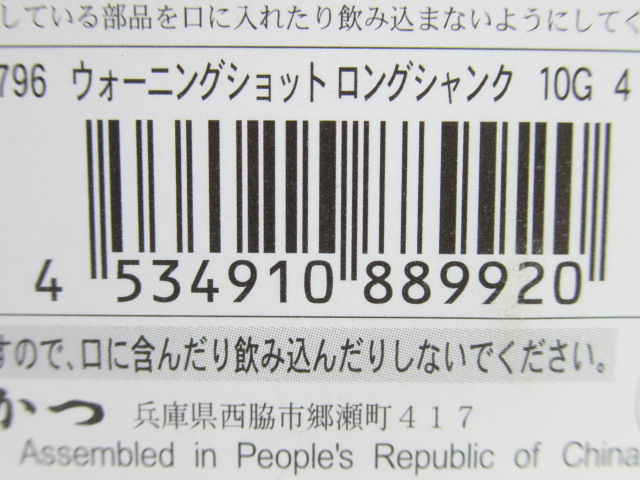 している部品を口に入れたり飲み込まないようにしてく
796 ウォーニングショット ロングシャンク 10G 4
4 534910 889920
すので、口に含んだり飲み込んだりしないでください。
かつ 兵庫県西脇市郷瀬町417
Assembled in People's Republic of China